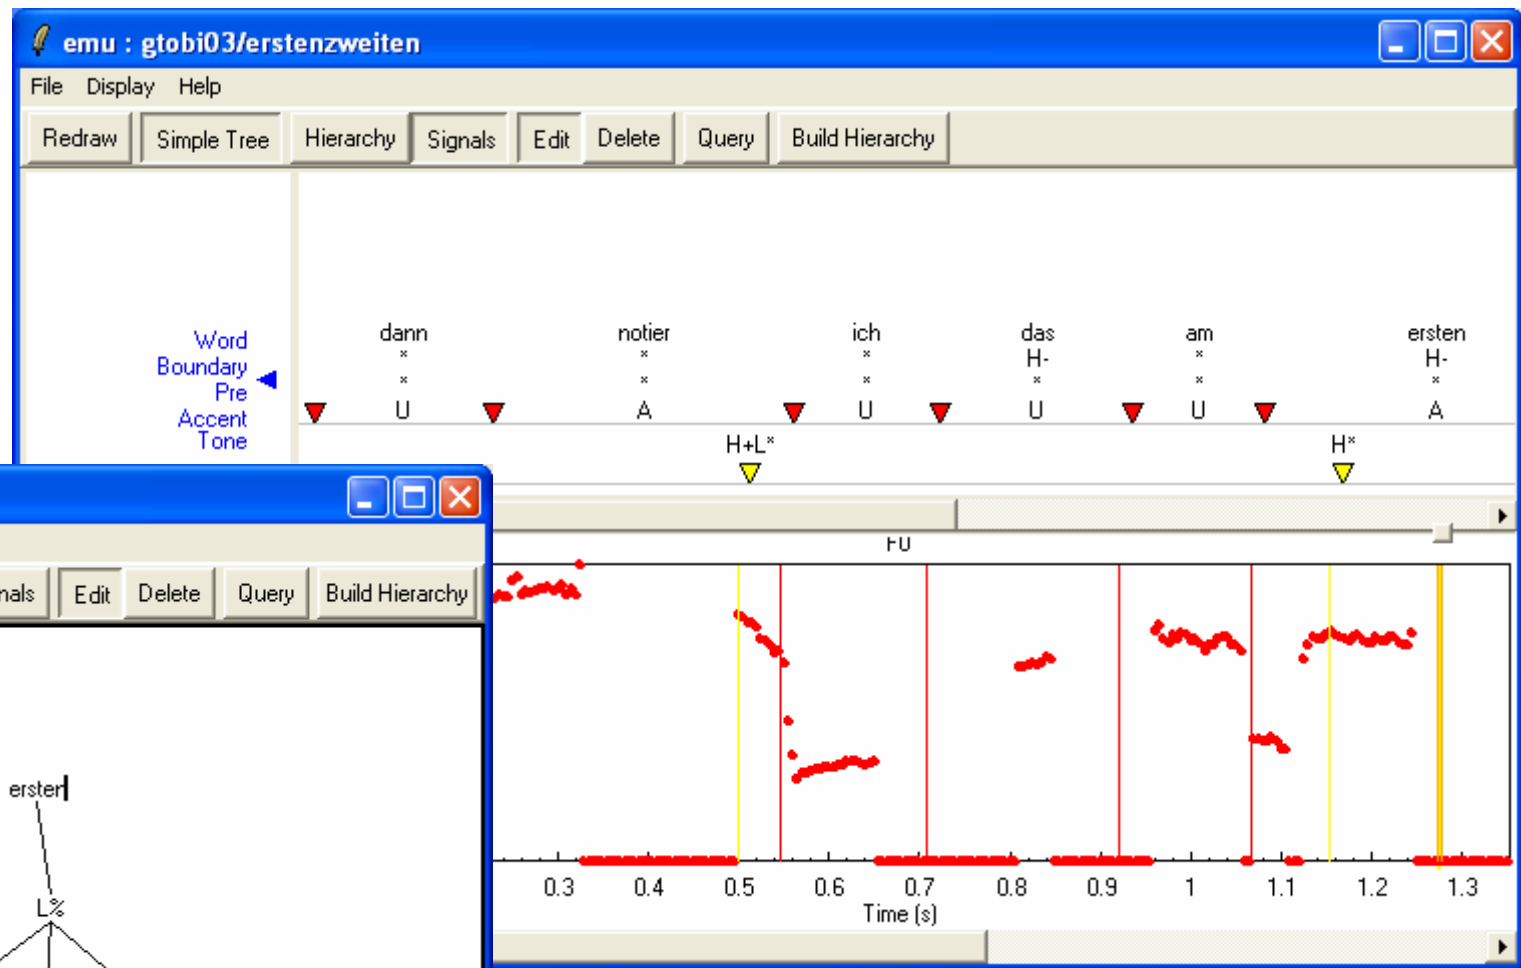 emu : gtobi03/erstenzweiten
File Display Help
Redraw Simple Tree Hierarchy Signals Edit Delete Query Build Hierarchy
Word dann notier ich das am ersten
Boundary * * * H- * H-
Pre * * * * * *
Accent U A U U U A
Tone H+L* H*
F0
nals Edit Delete Query Build Hierarchy
ersten
L%
0.3 0.4 0.5 0.6 0.7 0.8 0.9 1 1.1 1.2 1.3
Time (s)